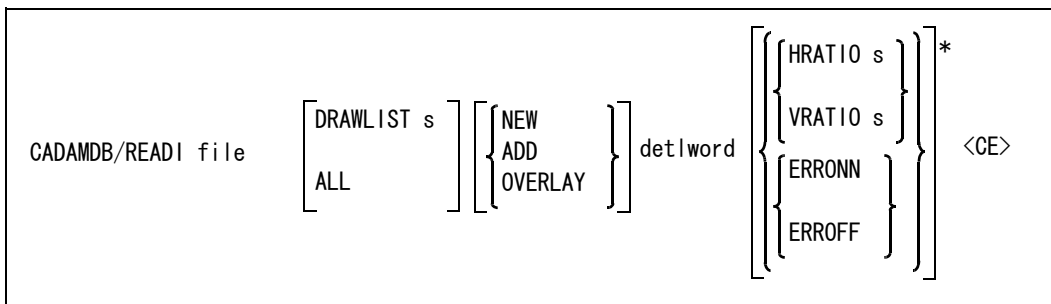 HRATIO s
*
DRAWLIST s
NEW
VRATIO s
CADAMDB/READI file
ADD
detlword
<CE>
ALL
OVERLAY
ERRONN
ERROFF